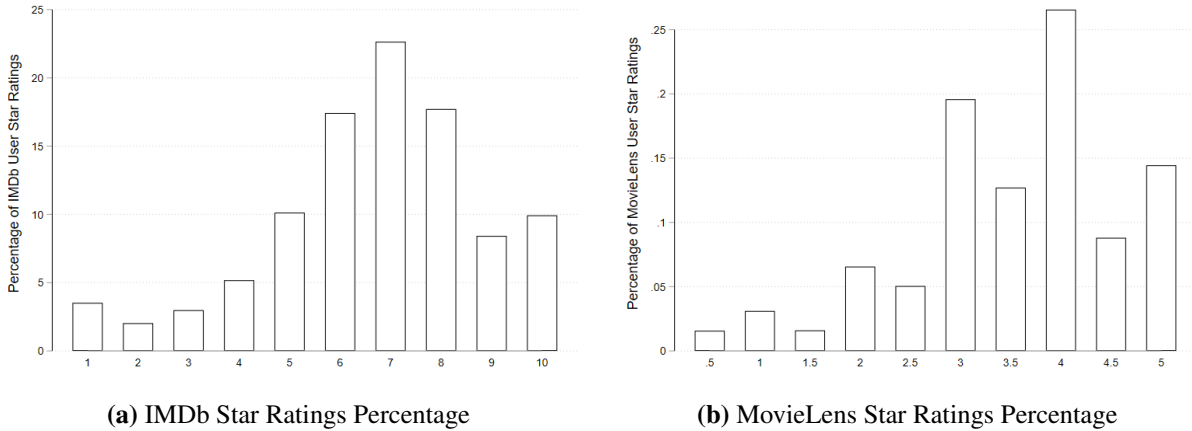 Percentage of IMDb User Star Ratings
25
20
15
10
5
0
1 2 3 4 5 6 7 8 9 10
(a) IMDb Star Ratings Percentage
Percentage of MovieLens User Star Ratings
.25
.2
.15
.1
.05
0
.5 1 1.5 2 2.5 3 3.5 4 4.5 5
(b) MovieLens Star Ratings Percentage